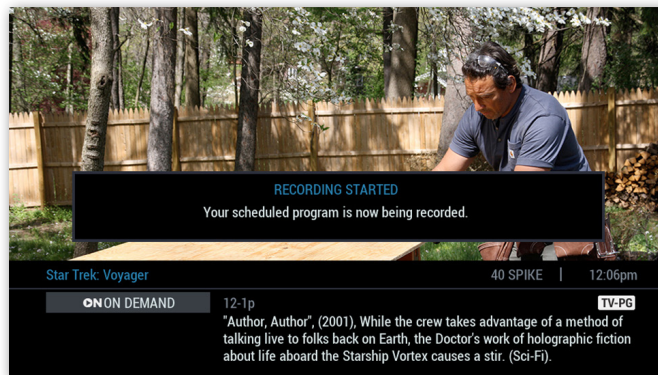 RECORDING STARTED
Your scheduled program is now being recorded.
Star Trek: Voyager 40 SPIKE | 12:06pm
ON ON DEMAND 12-1p TV-PG
"Author, Author", (2001), While the crew takes advantage of a method of
talking live to folks back on Earth, the Doctor's work of holographic fiction
about life aboard the Starship Vortex causes a stir. (Sci-Fi).